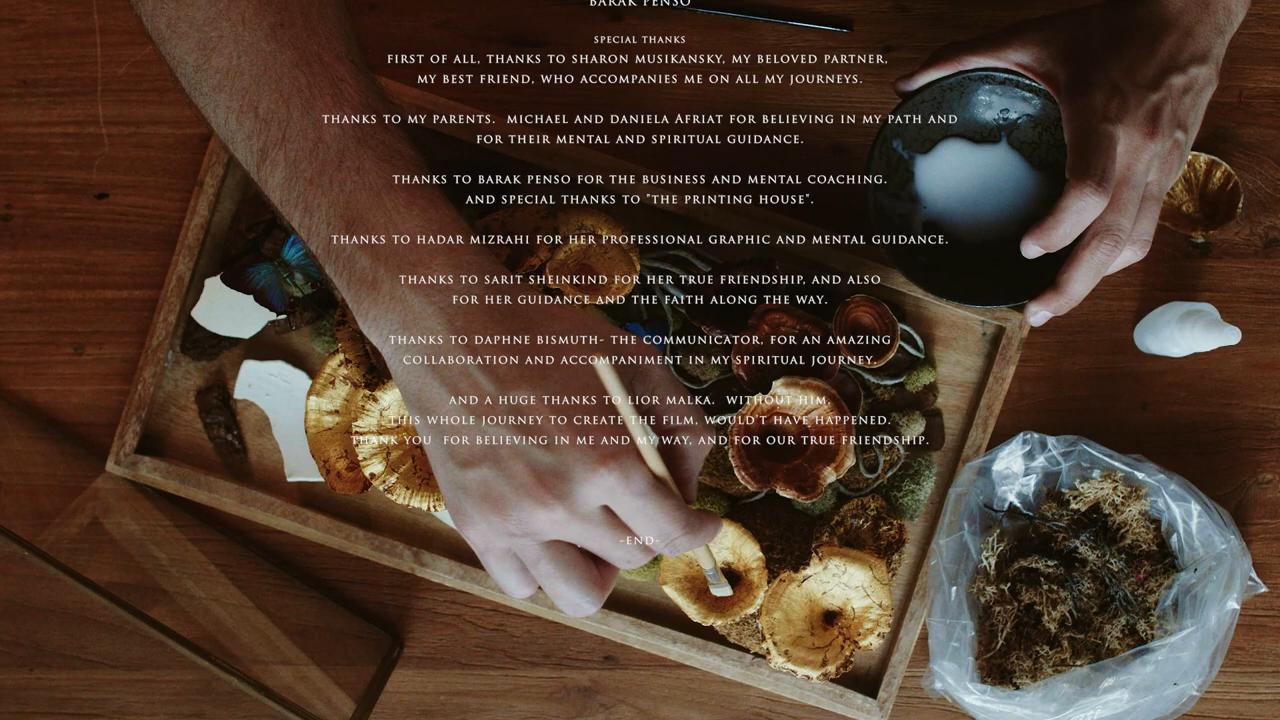 BARAK PENSO
SPECIAL THANKS
FIRST OF ALL, THANKS TO SHARON MUSIKANSKY, MY BELOVED PARTNER,
MY BEST FRIEND, WHO ACCOMPANIES ME ON ALL MY JOURNEYS.
THANKS TO MY PARENTS. MICHAEL AND DANIELA AFRIAT FOR BELIEVING IN MY PATH AND
FOR THEIR MENTAL AND SPIRITUAL GUIDANCE.
THANKS TO BARAK PENSO FOR THE BUSINESS AND MENTAL COACHING.
AND SPECIAL THANKS TO "THE PRINTING HOUSE".
THANKS TO HADAR MIZRAHI FOR HER PROFESSIONAL GRAPHIC AND MENTAL GUIDANCE.
THANKS TO SARIT SHEINKIND FOR HER TRUE FRIENDSHIP, AND ALSO
FOR HER GUIDANCE AND THE FAITH ALONG THE WAY.
THANKS TO DAPHNE BISMUTH- THE COMMUNICATOR, FOR AN AMAZING
COLLABORATION AND ACCOMPANIMENT IN MY SPIRITUAL JOURNEY.
AND A HUGE THANKS TO LIOR MALKA. WITHOUT HIM,
THIS WHOLE JOURNEY TO CREATE THE FILM, WOULD'T HAVE HAPPENED.
THANK YOU FOR BELIEVING IN ME AND MY WAY, AND FOR OUR TRUE FRIENDSHIP.
-END-